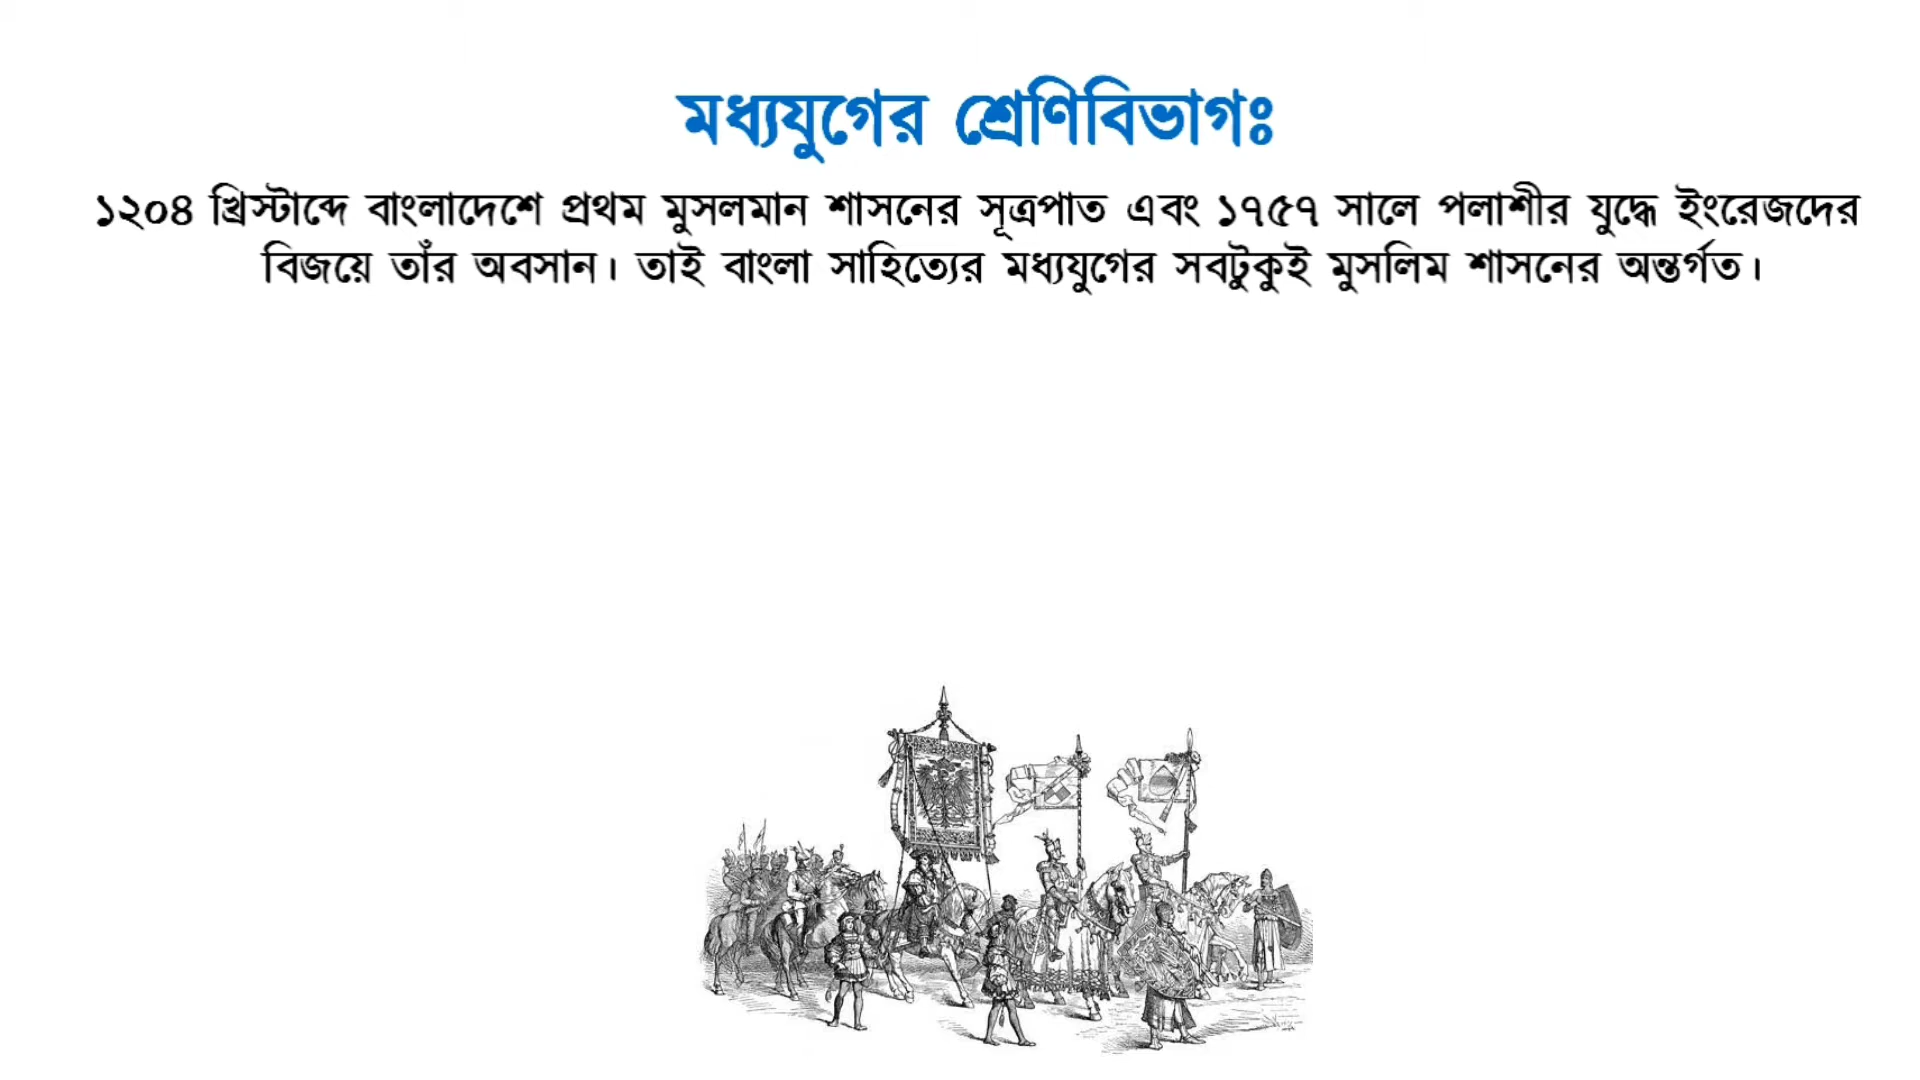 মধ্যযুগের শ্রেণিবিভাগঃ
১২০৪ খ্রিস্টাব্দে বাংলাদেশে প্রথম মুসলমান শাসনের সূত্রপাত এবং ১৭৫৭ সালে পলাশীর যুদ্ধে ইংরেজদের
বিজয়ে তাঁর অবসান। তাই বাংলা সাহিত্যের মধ্যযুগের সবটুকুই মুসলিম শাসনের অন্তর্গত।